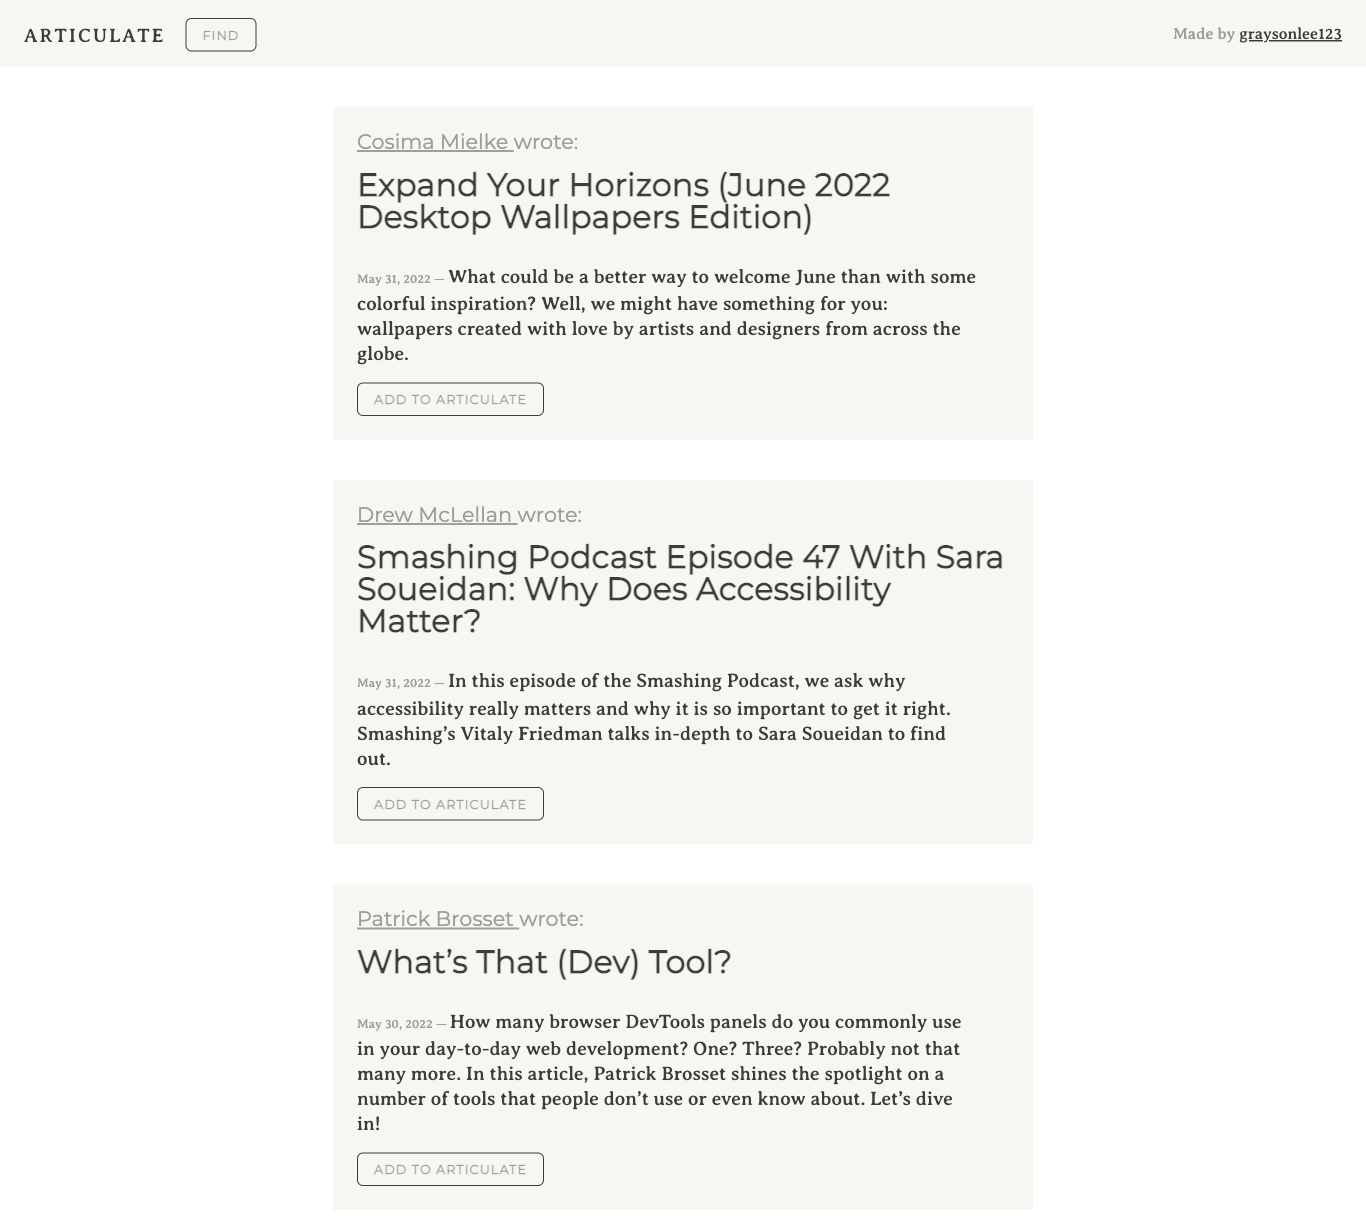 ARTICULATE FIND Made by graysonlee123
Cosima Mielke wrote:
Expand Your Horizons (June 2022
Desktop Wallpapers Edition)
May 31, 2022 — What could be a better way to welcome June than with some
colorful inspiration? Well, we might have something for you:
wallpapers created with love by artists and designers from across the
globe.
ADD TO ARTICULATE
Drew McLellan wrote:
Smashing Podcast Episode 47 With Sara
Soueidan: Why Does Accessibility
Matter?
May 31, 2022 — In this episode of the Smashing Podcast, we ask why
accessibility really matters and why it is so important to get it right.
Smashing’s Vitaly Friedman talks in-depth to Sara Soueidan to find
out.
ADD TO ARTICULATE
Patrick Brosset wrote:
What’s That (Dev) Tool?
May 30, 2022 — How many browser DevTools panels do you commonly use
in your day-to-day web development? One? Three? Probably not that
many more. In this article, Patrick Brosset shines the spotlight on a
number of tools that people don’t use or even know about. Let’s dive
in!
ADD TO ARTICULATE